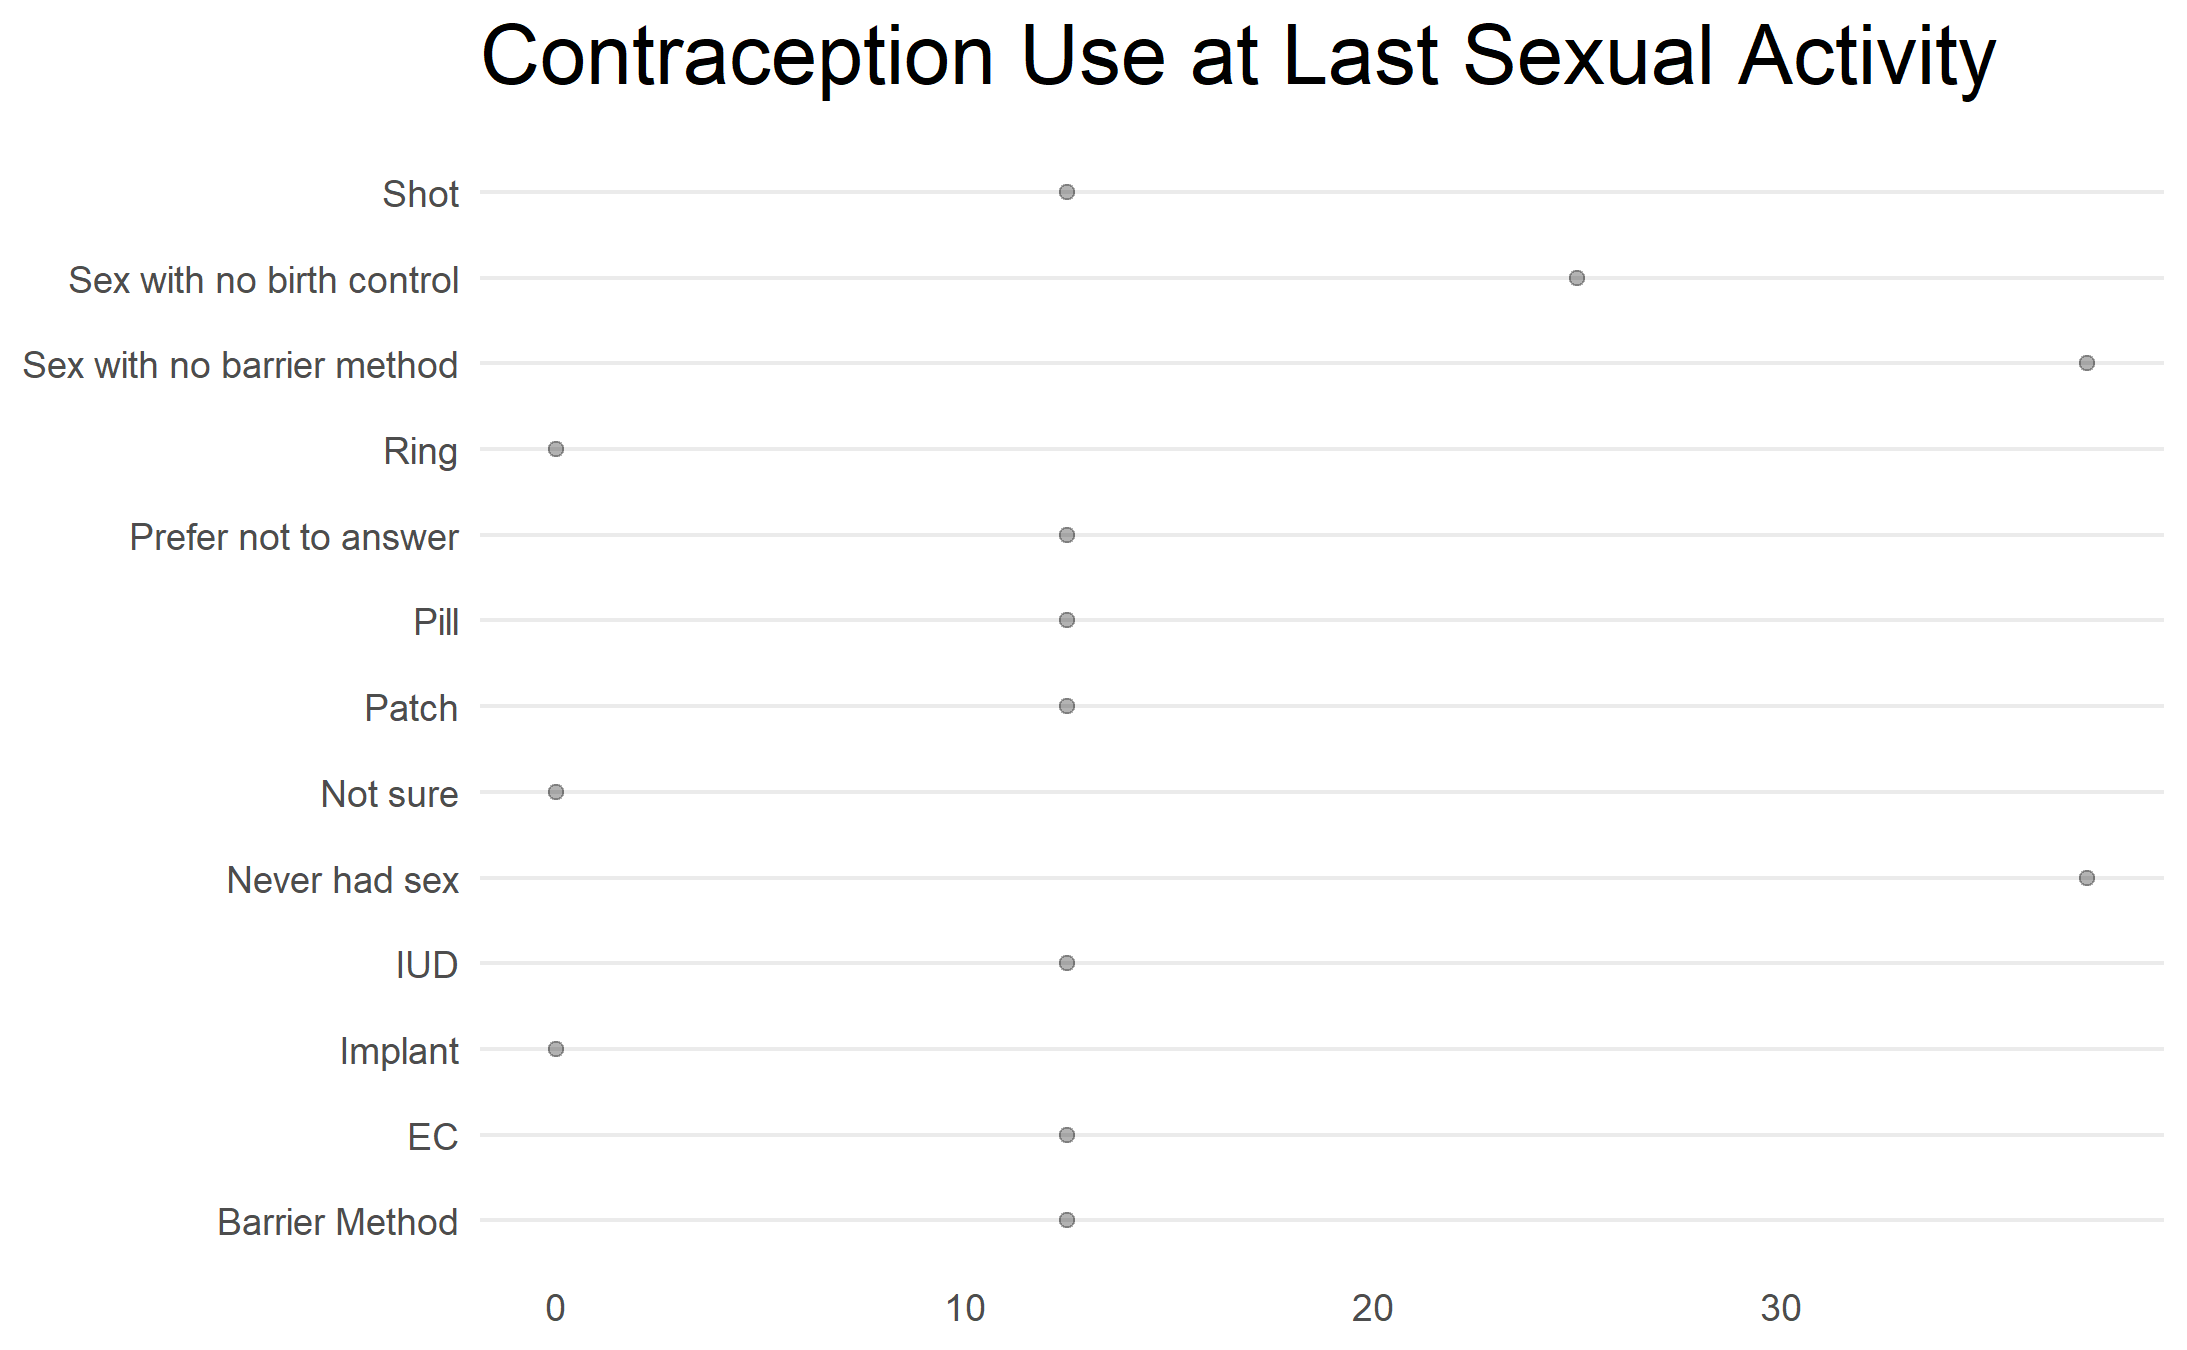 Contraception Use at Last Sexual Activity
Shot
Sex with no birth control
Sex with no barrier method
Ring
Prefer not to answer
Pill
Patch
Not sure
Never had sex
IUD
Implant
EC
Barrier Method
0 10 20 30